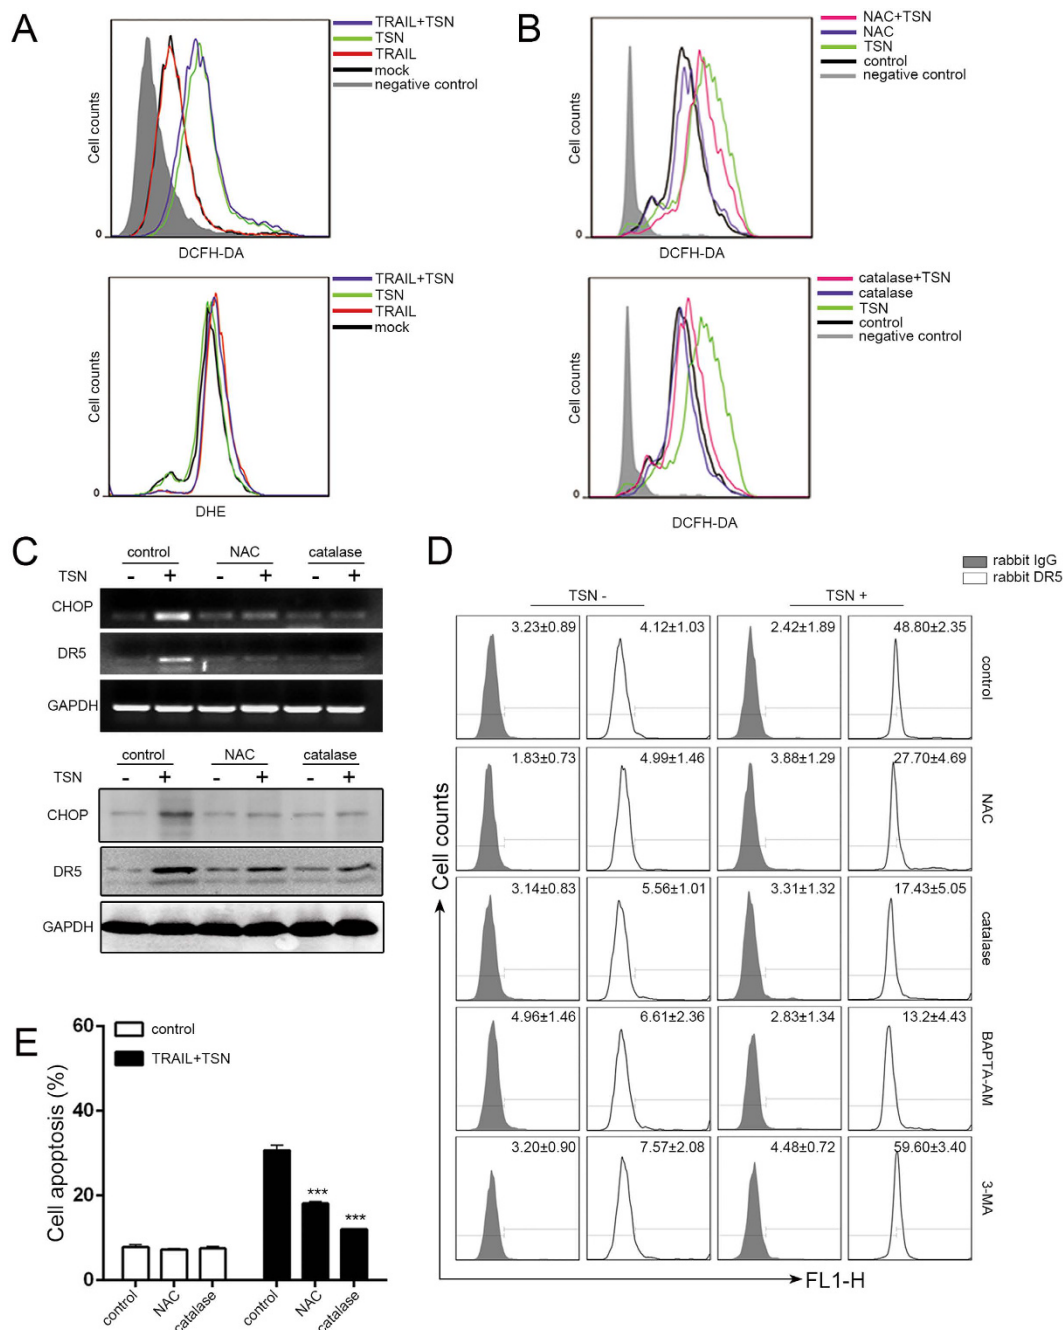 A
TRAIL+TSN
TSN
TRAIL
mock
negative control
Cell counts
0
DCFH-DA
TRAIL+TSN
TSN
TRAIL
mock
Cell counts
0
DHE
B
NAC+TSN
NAC
TSN
control
negative control
Cell counts
0
DCFH-DA
catalase+TSN
catalase
TSN
control
negative control
Cell counts
0
DCFH-DA
C
control NAC catalase
TSN - + - + - +
CHOP
DR5
GAPDH
control NAC catalase
TSN - + - + - +
CHOP
DR5
GAPDH
D
rabbit IgG
rabbit DR5
TSN - TSN +
3.23±0.89 4.12±1.03 2.42±1.89 48.80±2.35
control
1.83±0.73 4.99±1.46 3.88±1.29 27.70±4.69
NAC
3.14±0.83 5.56±1.01 3.31±1.32 17.43±5.05
catalase
4.96±1.46 6.61±2.36 2.83±1.34 13.2±4.43
BAPTA-AM
3.20±0.90 7.57±2.08 4.48±0.72 59.60±3.40
3-MA
Cell counts
FL1-H
E
control
TRAIL+TSN
Cell apoptosis (%)
60
40
20
0
*** ***
control NAC catalase control NAC catalase